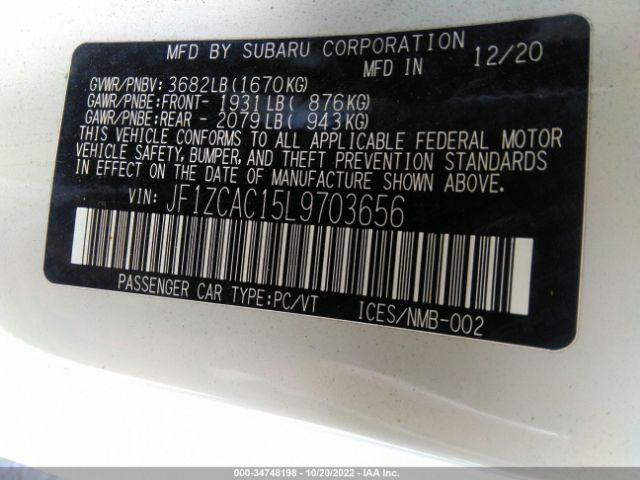 MFD BY SUBARU CORPORATION
MFD IN 12/20
GVWR/PNBV: 3682LB(1670KG)
GAWR/PNBE:FRONT- 1931LB( 876KG)
GAWR/PNBE:REAR - 2079LB( 943KG)
THIS VEHICLE CONFORMS TO ALL APPLICABLE FEDERAL MOTOR
VEHICLE SAFETY, BUMPER, AND THEFT PREVENTION STANDARDS
IN EFFECT ON THE DATE OF MANUFACTURE SHOWN ABOVE.
VIN: JF1ZCAC15L9703656
PASSENGER CAR TYPE:PC/VT ICES/NMB-002
000-34748198 - 10/20/2022 - IAA Inc.